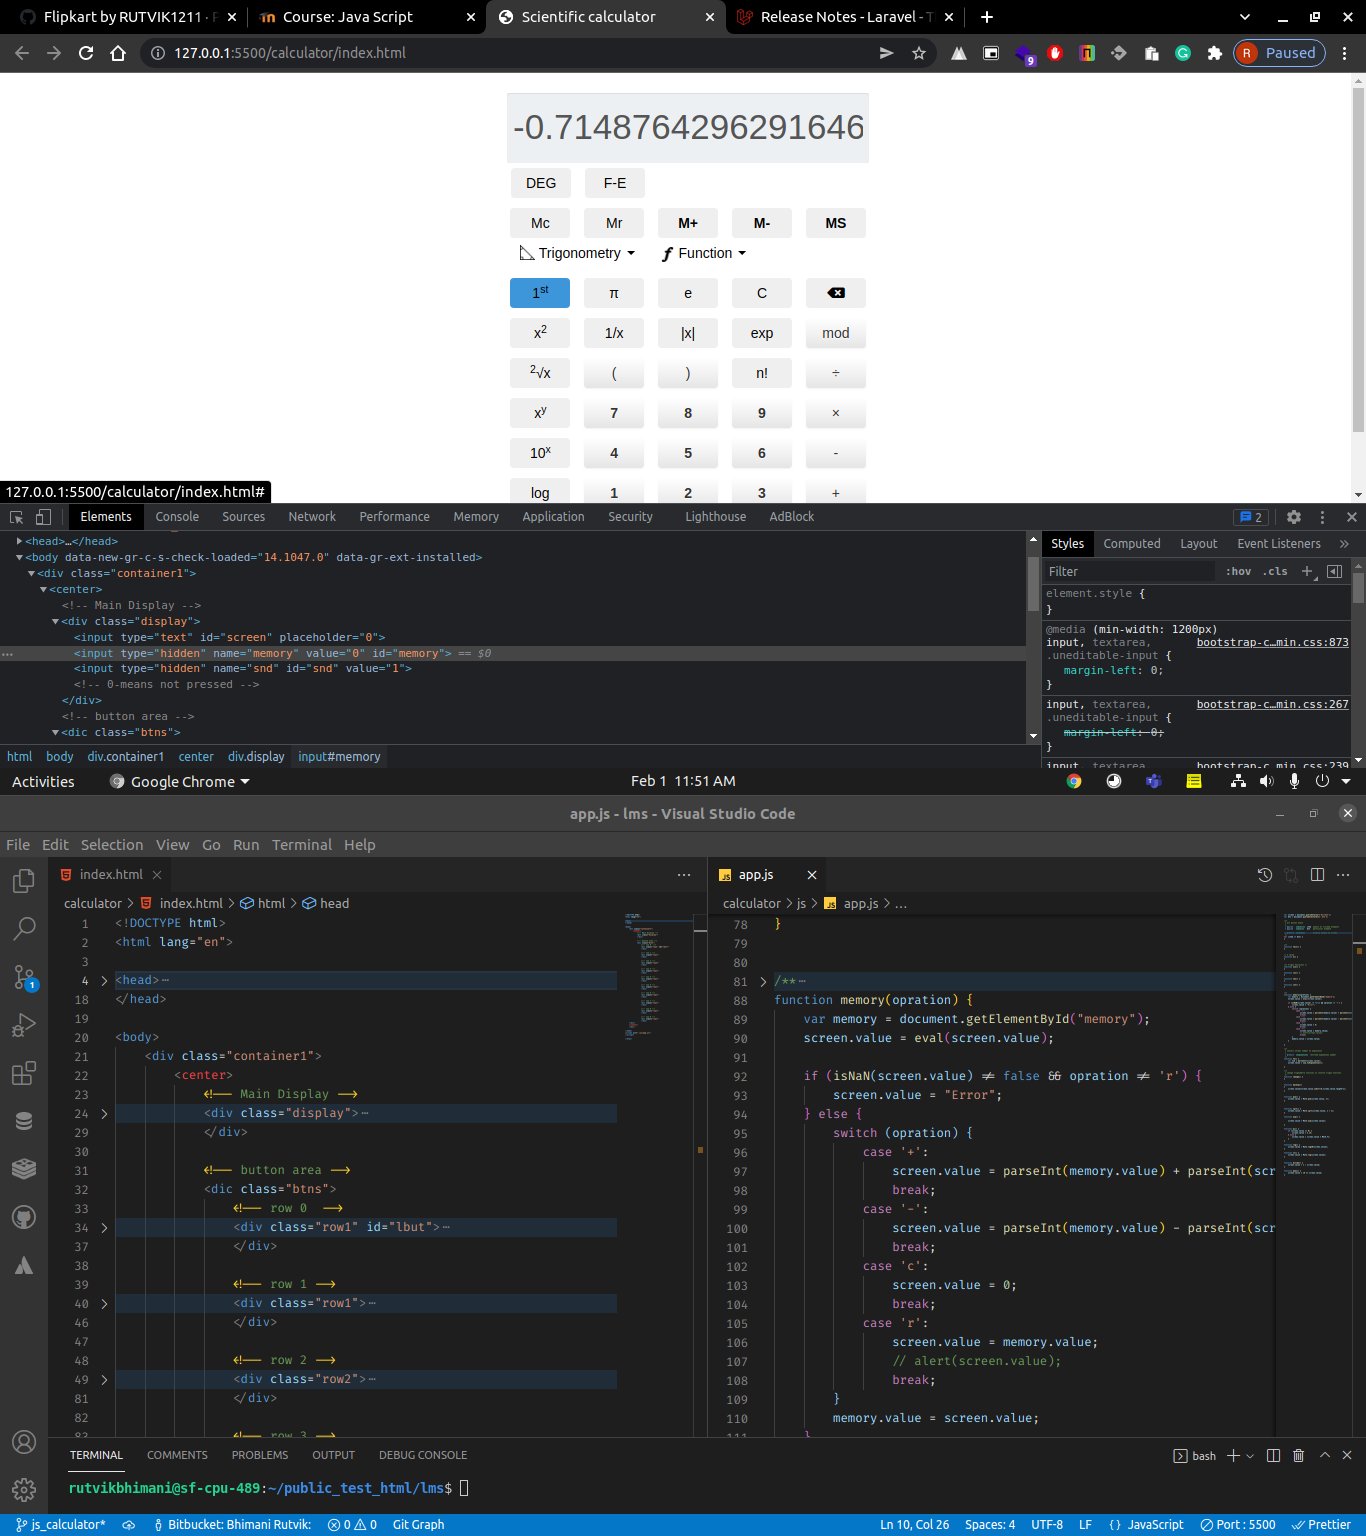 Flipkart by RUTVIK1211 · P
Course: Java Script
Scientific calculator
Release Notes - Laravel - T
127.0.0.1:5500/calculator/index.html
9
R Paused
-0.7148764296291646
DEG F-E
Mc Mr M+ M- MS
Trigonometry Function
1st π e C
x2 1/x |x| exp mod
2√x ( ) n! ÷
xy 7 8 9 ×
10x 4 5 6 -
log 1 2 3 +
127.0.0.1:5500/calculator/index.html#
Elements Console Sources Network Performance Memory Application Security Lighthouse AdBlock 2
<head>…</head>
<body data-new-gr-c-s-check-loaded="14.1047.0" data-gr-ext-installed>
<div class="container1">
<center>
<!-- Main Display -->
<div class="display">
<input type="text" id="screen" placeholder="0">
<input type="hidden" name="memory" value="0" id="memory"> == $0
<input type="hidden" name="snd" id="snd" value="1">
<!-- 0-means not pressed -->
</div>
<!-- button area -->
<dic class="btns">
html body div.container1 center div.display input#memory
Styles Computed Layout Event Listeners »
Filter :hov .cls
element.style {
}
@media (min-width: 1200px)
input, textarea, bootstrap-c…min.css:873
.uneditable-input {
margin-left: 0;
}
input, textarea, bootstrap-c…min.css:267
.uneditable-input {
margin-left: 0;
}
input, textarea, bootstrap-c…min.css:239
Activities Google Chrome Feb 1 11:51 AM
app.js - lms - Visual Studio Code
File Edit Selection View Go Run Terminal Help
index.html
calculator > index.html > html > head
1 <!DOCTYPE html>
2 <html lang="en">
3
4 <head>…
18 </head>
19
20 <body>
21 <div class="container1">
22 <center>
23 <!-- Main Display -->
24 <div class="display">…
29 </div>
30
31 <!-- button area -->
32 <dic class="btns">
33 <!-- row 0 -->
34 <div class="row1" id="lbut">…
37 </div>
38
39 <!-- row 1 -->
40 <div class="row1">…
46 </div>
47
48 <!-- row 2 -->
49 <div class="row2">…
81 </div>
82
83 <!-- row 3 -->
app.js
calculator > js > app.js > …
78 }
79
80
81 /**…
88 function memory(opration) {
89 var memory = document.getElementById("memory");
90 screen.value = eval(screen.value);
91
92 if (isNaN(screen.value) != false && opration != 'r') {
93 screen.value = "Error";
94 } else {
95 switch (opration) {
96 case '+':
97 screen.value = parseInt(memory.value) + parseInt(scr
98 break;
99 case '-':
100 screen.value = parseInt(memory.value) - parseInt(scr
101 break;
102 case 'c':
103 screen.value = 0;
104 break;
105 case 'r':
106 screen.value = memory.value;
107 // alert(screen.value);
108 break;
109 }
110 memory.value = screen.value;
111 }
1
TERMINAL COMMENTS PROBLEMS OUTPUT DEBUG CONSOLE bash
rutvikbhimani@sf-cpu-489:~/public_test_html/lms$
js_calculator* Bitbucket: Bhimani Rutvik: 0 0 Git Graph Ln 10, Col 26 Spaces: 4 UTF-8 LF {} JavaScript Port : 5500 Prettier